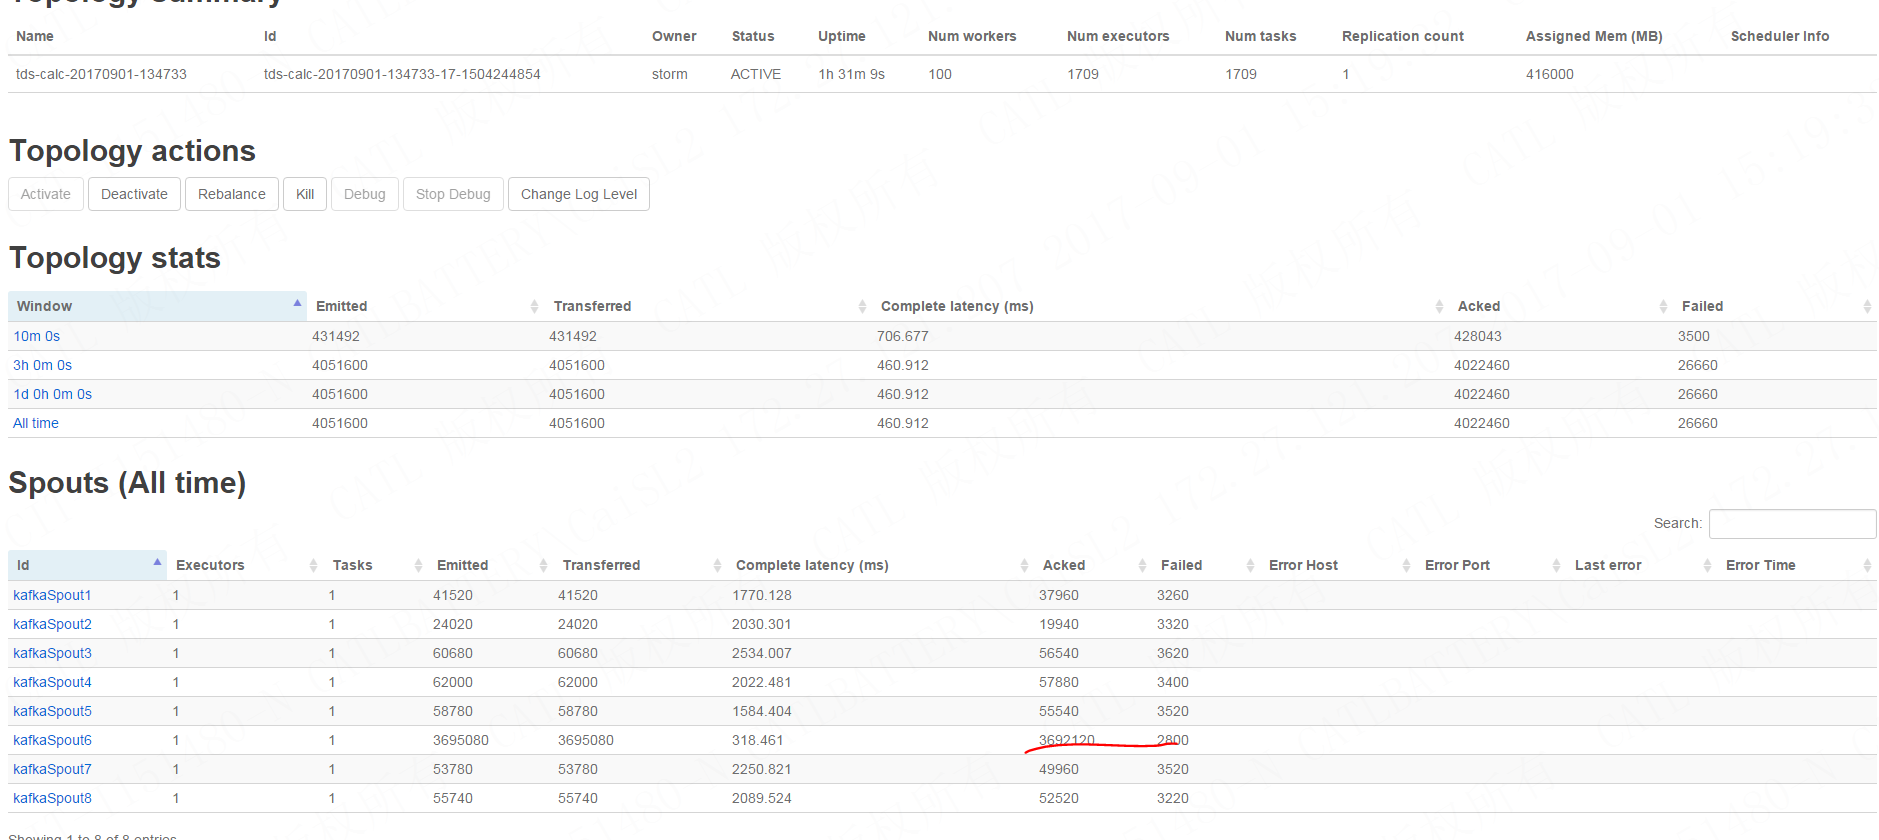 Topology summary
Name Id Owner Status Uptime Num workers Num executors Num tasks Replication count Assigned Mem (MB) Scheduler Info
tds-calc-20170901-134733 tds-calc-20170901-134733-17-1504244854 storm ACTIVE 1h 31m 9s 100 1709 1709 1 416000
Topology actions
Activate Deactivate Rebalance Kill Debug Stop Debug Change Log Level
Topology stats
Window Emitted Transferred Complete latency (ms) Acked Failed
10m 0s 431492 431492 706.677 428043 3500
3h 0m 0s 4051600 4051600 460.912 4022460 26660
1d 0h 0m 0s 4051600 4051600 460.912 4022460 26660
All time 4051600 4051600 460.912 4022460 26660
Spouts (All time)
Search:
Id Executors Tasks Emitted Transferred Complete latency (ms) Acked Failed Error Host Error Port Last error Error Time
kafkaSpout1 1 1 41520 41520 1770.128 37960 3260
kafkaSpout2 1 1 24020 24020 2030.301 19940 3320
kafkaSpout3 1 1 60680 60680 2534.007 56540 3620
kafkaSpout4 1 1 62000 62000 2022.481 57880 3400
kafkaSpout5 1 1 58780 58780 1584.404 55540 3520
kafkaSpout6 1 1 3695080 3695080 318.461 3692120 2800
kafkaSpout7 1 1 53780 53780 2250.821 49960 3520
kafkaSpout8 1 1 55740 55740 2089.524 52520 3220
Showing 1 to 8 of 8 entries